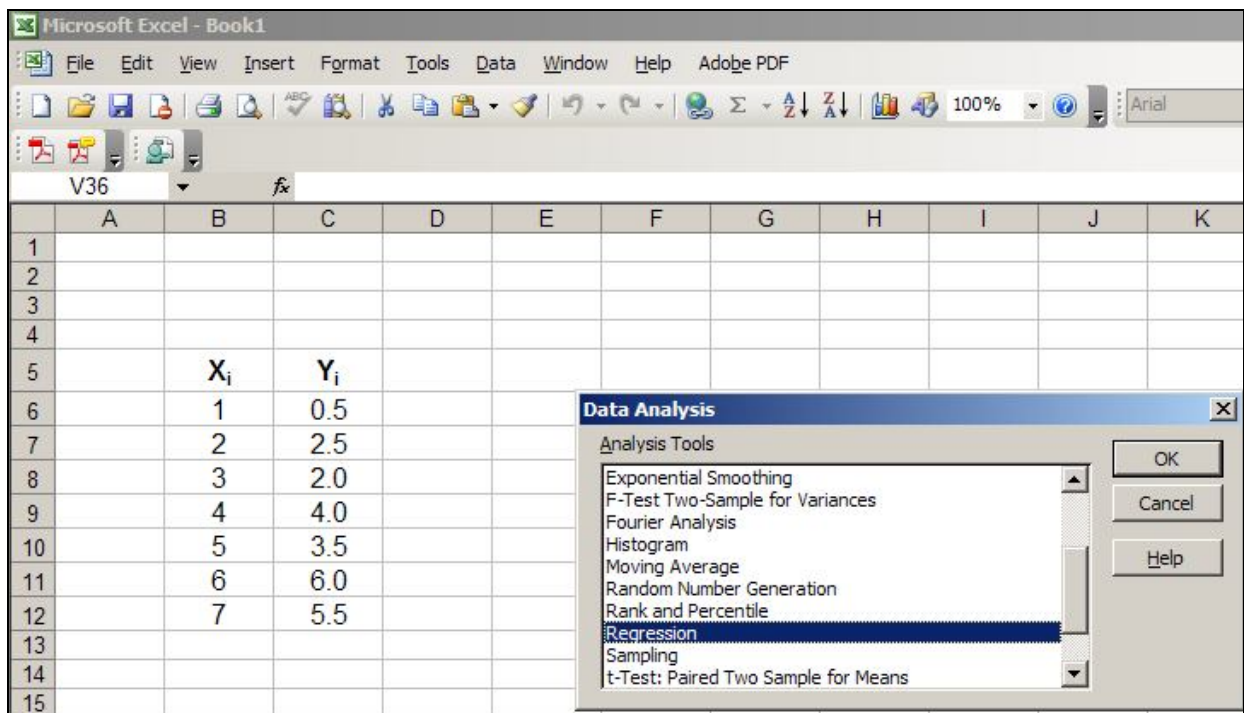 Microsoft Excel - Book1
File Edit View Insert Format Tools Data Window Help Adobe PDF
ABC Σ A Z Z A 100% Arial
V36 fx
A B C D E F G H I J K
1
2
3
4
5 Xi Yi
6 1 0.5
7 2 2.5
8 3 2.0
9 4 4.0
10 5 3.5
11 6 6.0
12 7 5.5
13
14
15
Data Analysis
Analysis Tools
Exponential Smoothing
F-Test Two-Sample for Variances
Fourier Analysis
Histogram
Moving Average
Random Number Generation
Rank and Percentile
Regression
Sampling
t-Test: Paired Two Sample for Means
OK
Cancel
Help